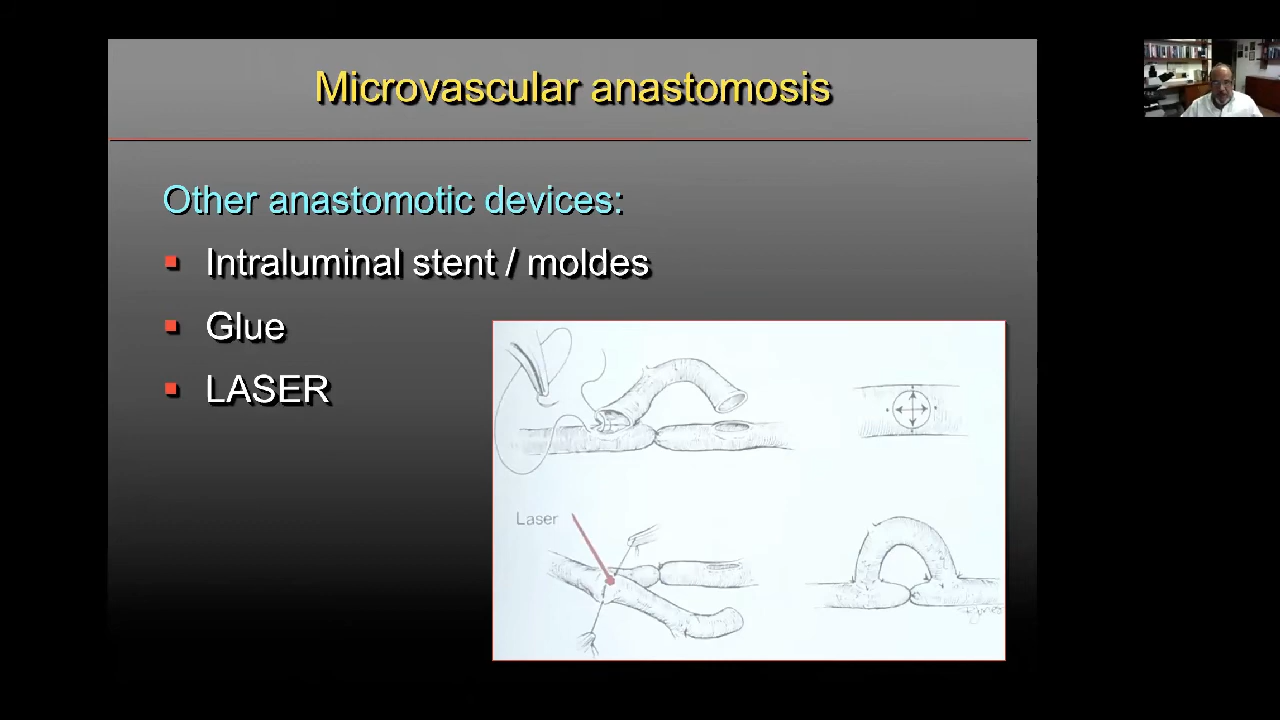 Microvascular anastomosis
Other anastomotic devices:
Intraluminal stent / moldes
Glue
LASER
Laser